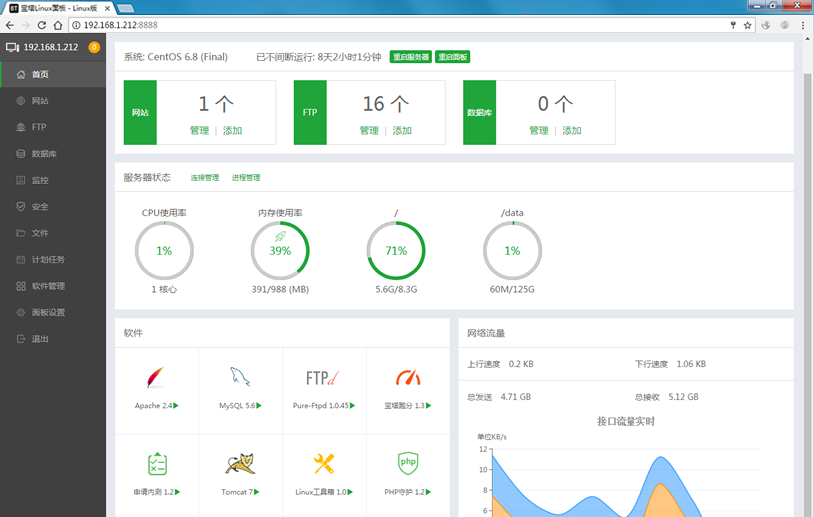 宝塔Linux面板 - Linux版
192.168.1.212:8888
192.168.1.212
0
首页
网站
FTP
数据库
监控
安全
文件
计划任务
软件管理
面板设置
退出
系统: CentOS 6.8 (Final) 已不间断运行: 8天2小时1分钟 重启服务器 重启面板
网站
1 个
管理 | 添加
FTP
16 个
管理 | 添加
数据库
0 个
管理 | 添加
服务器状态 连接管理 进程管理
CPU使用率 内存使用率 / /data
1% 39% 71% 1%
1 核心 391/988 (MB) 5.6G/8.3G 60M/125G
软件
Apache 2.4 MySQL 5.6 FTPd Pure-Ftpd 1.0.45 宝塔跑分 1.3
申请内测 1.2 Tomcat 7 Linux工具箱 1.0 php PHP守护 1.2
网络流量
上行速度 0.2 KB 下行速度 1.06 KB
总发送 4.71 GB 总接收 5.12 GB
接口流量实时
单位KB/s
12
10
8
6